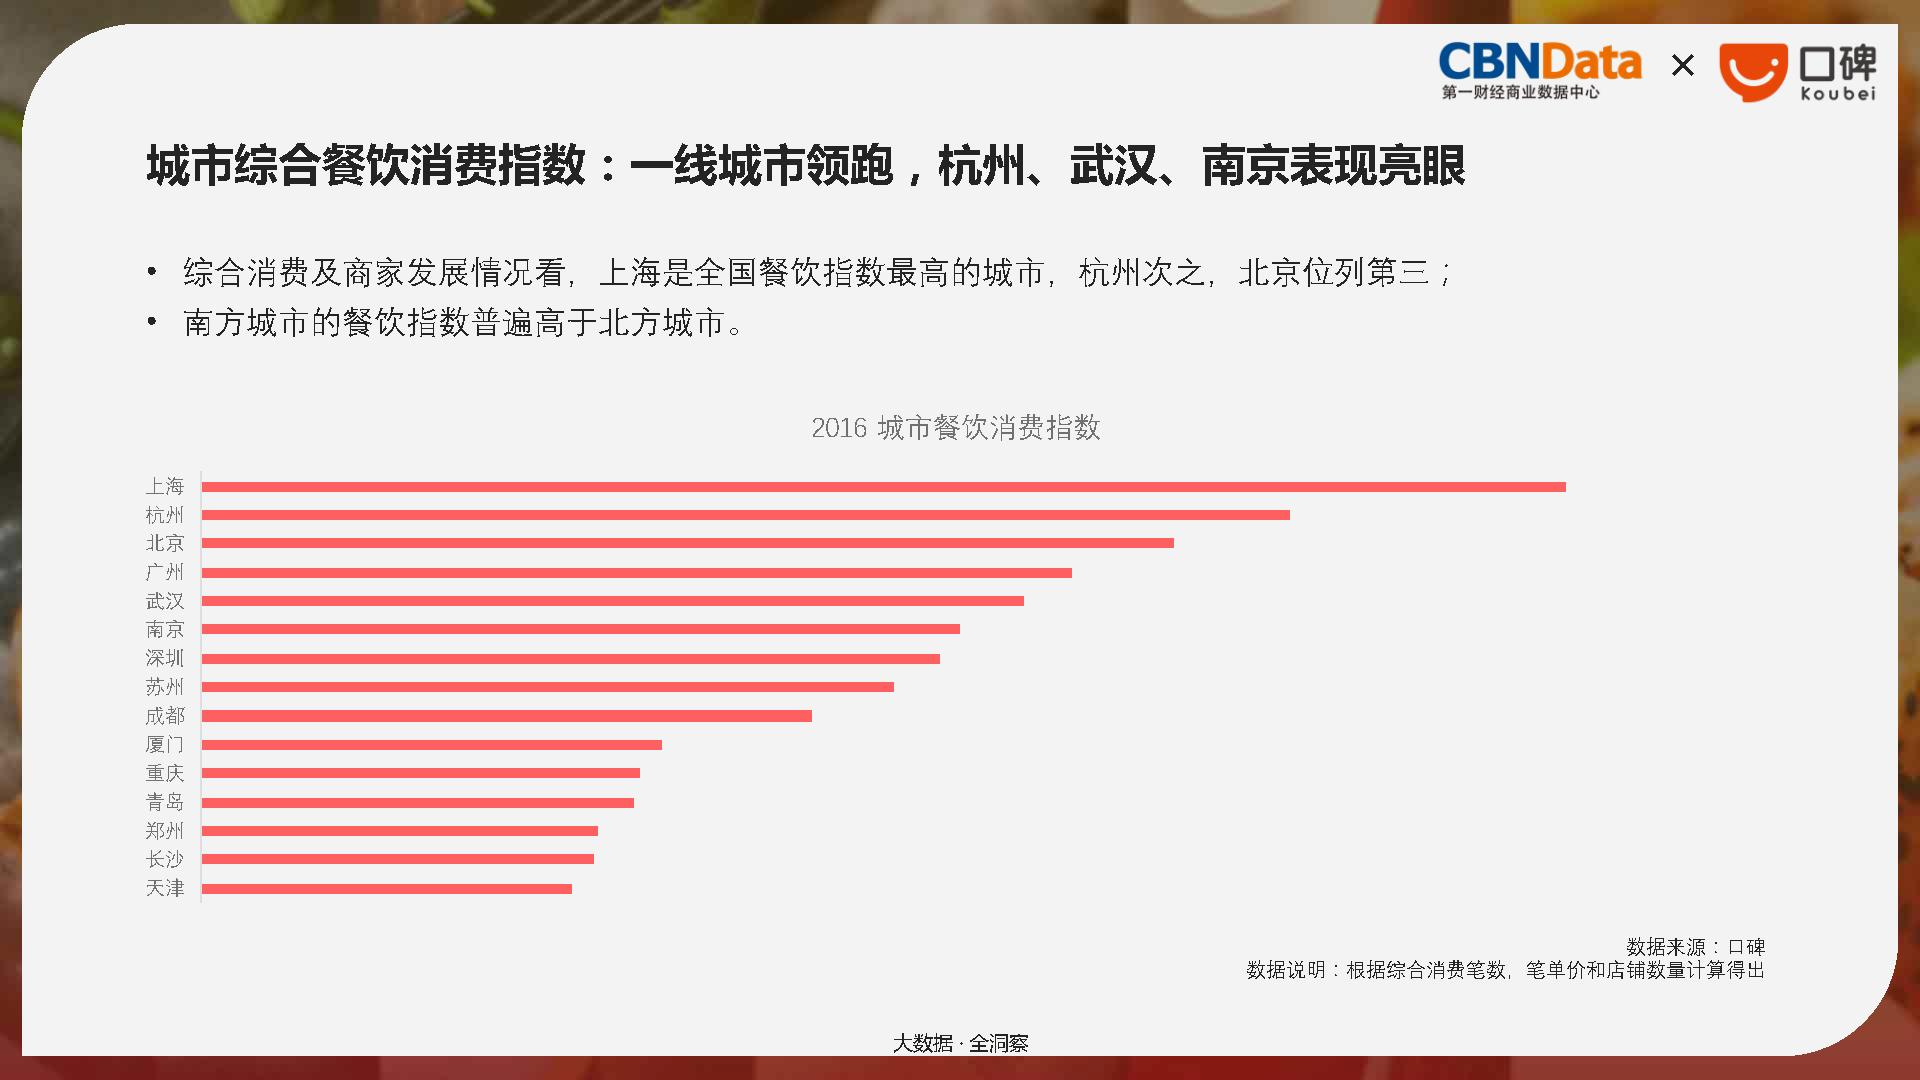 CBNData
第一财经商业数据中心
×
口碑
Koubei
城市综合餐饮消费指数：一线城市领跑，杭州、武汉、南京表现亮眼
• 综合消费及商家发展情况看，上海是全国餐饮指数最高的城市，杭州次之，北京位列第三；
• 南方城市的餐饮指数普遍高于北方城市。
2016 城市餐饮消费指数
上海
杭州
北京
广州
武汉
南京
深圳
苏州
成都
厦门
重庆
青岛
郑州
长沙
天津
数据来源：口碑
数据说明：根据综合消费笔数，笔单价和店铺数量计算得出
大数据·全洞察